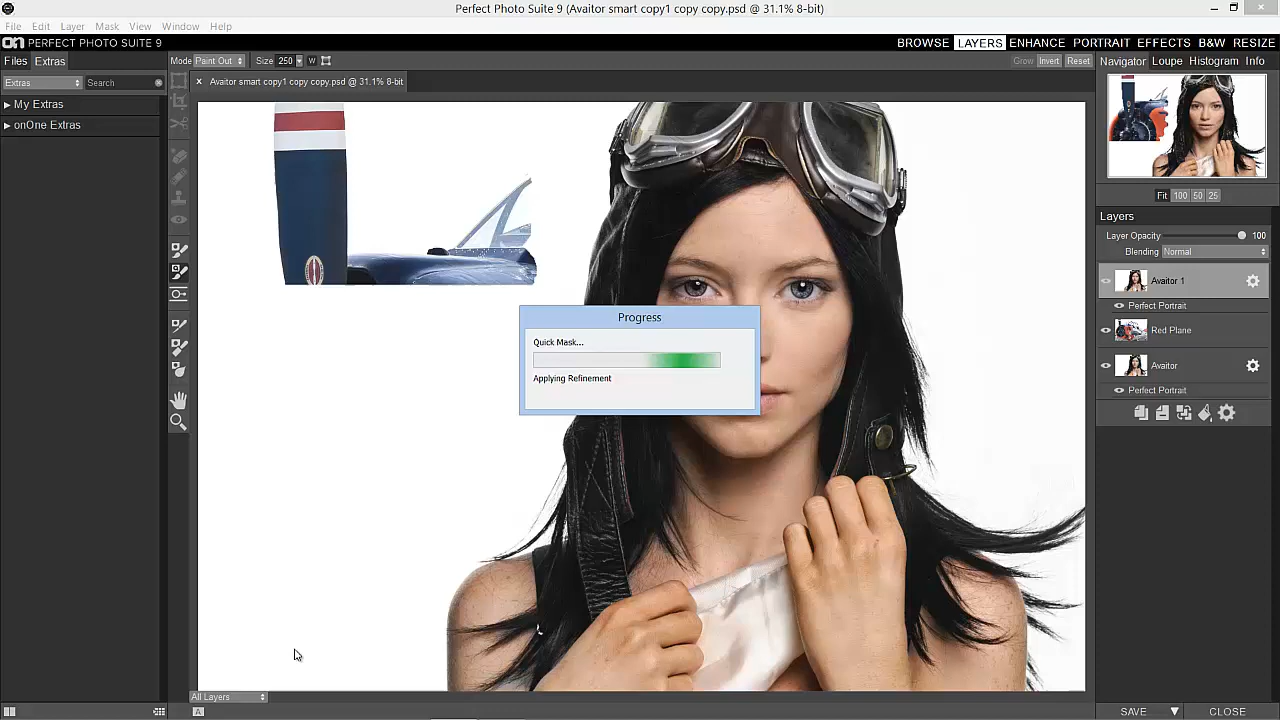 Perfect Photo Suite 9 (Avaitor smart copy1 copy copy.psd @ 31.1% 8-bit)
File Edit Layer Mask View Window Help
on PERFECT PHOTO SUITE 9
BROWSE LAYERS ENHANCE PORTRAIT EFFECTS B&W RESIZE
Files Extras
Mode Paint Out Size 250 W
Grow Invert Reset
Navigator Loupe Histogram Info
Extras Search
× Avaitor smart copy1 copy copy.psd @ 31.1% 8-bit
My Extras
onOne Extras
Fit 100 50 25
Layers
Layer Opacity 100
Blending Normal
Avaitor 1
Perfect Portrait
Red Plane
Avaitor
Perfect Portrait
Progress
Quick Mask...
Applying Refinement
All Layers
A
SAVE CLOSE